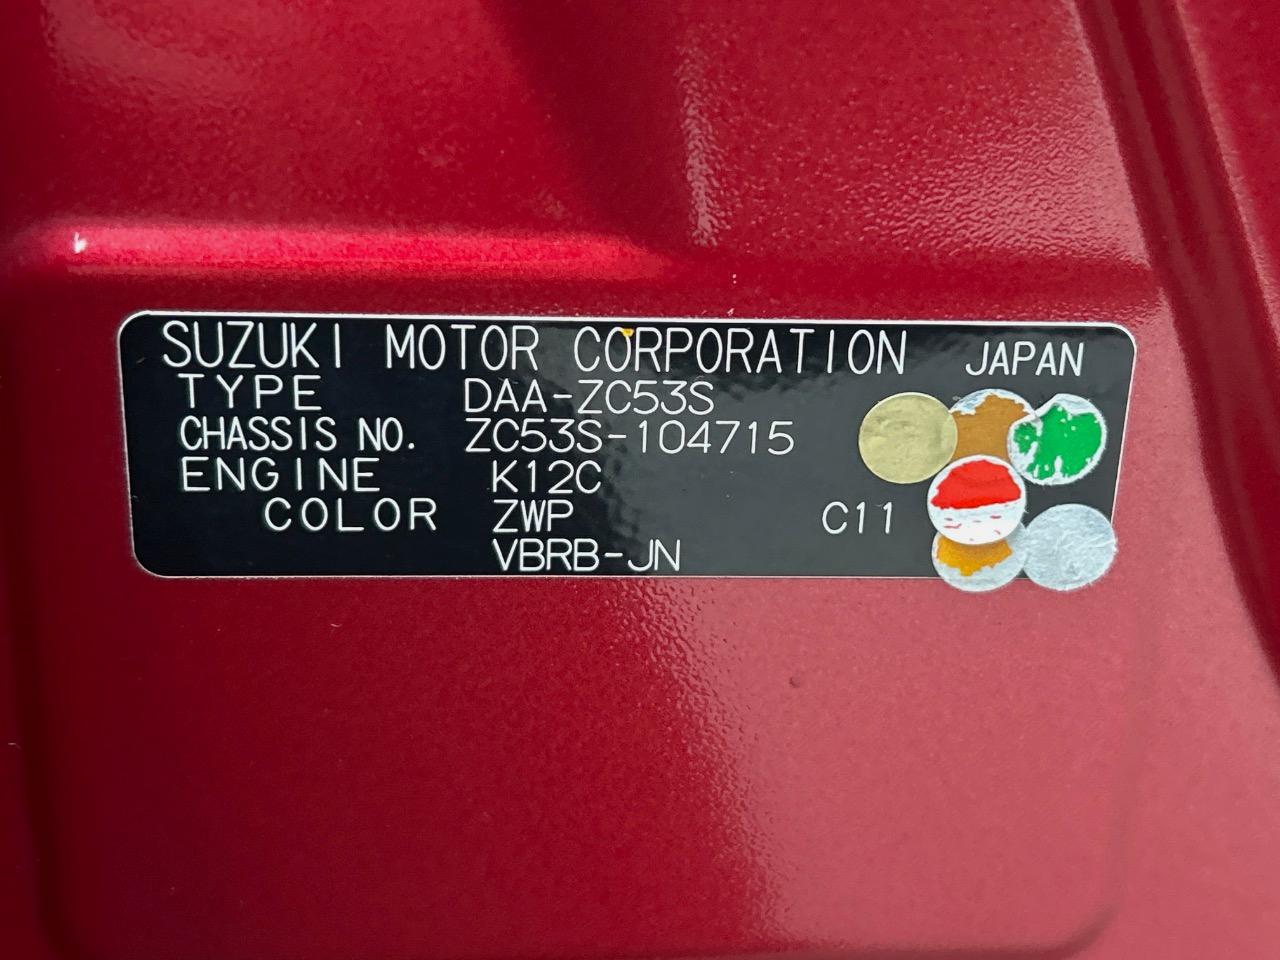 SUZUKI MOTOR CORPORATION JAPAN
TYPE DAA-ZC53S
CHASSIS NO. ZC53S-104715
ENGINE K12C
COLOR ZWP C11
VBRB-JN